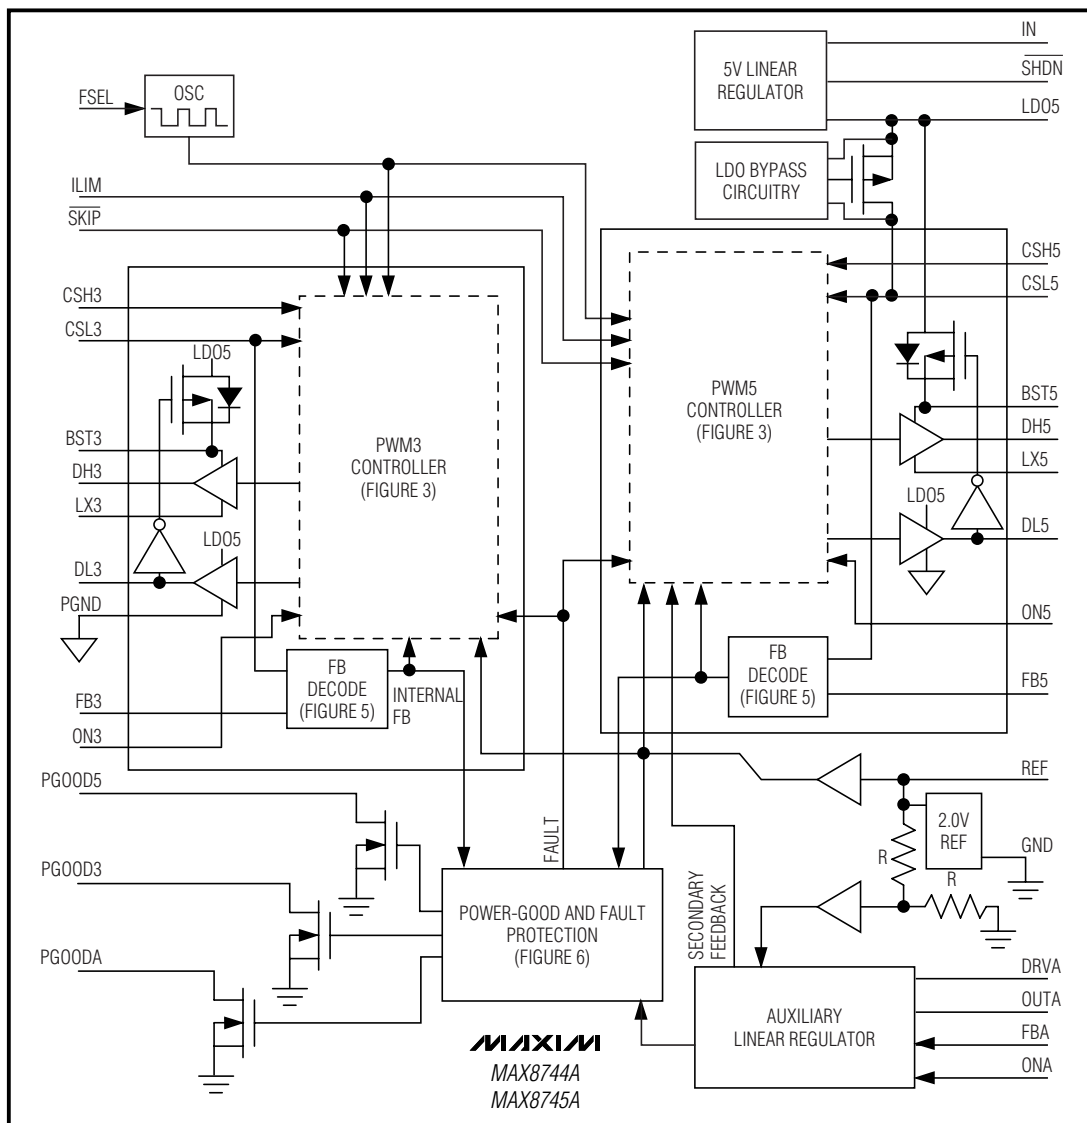 IN
SHDN
LDO5
5V LINEAR
REGULATOR
FSEL
OSC
ILIM
SKIP
LDO BYPASS
CIRCUITRY
CSH3
CSL3
LDO5
BST3
DH3
LX3
LDO5
DL3
PGND
FB3
ON3
PWM3
CONTROLLER
(FIGURE 3)
FB
DECODE
(FIGURE 5)
INTERNAL
FB
PWM5
CONTROLLER
(FIGURE 3)
CSH5
CSL5
BST5
DH5
LX5
LDO5
DL5
ON5
FB
DECODE
(FIGURE 5)
FB5
PGOOD5
PGOOD3
PGOODA
FAULT
POWER-GOOD AND FAULT
PROTECTION
(FIGURE 6)
SECONDARY
FEEDBACK
REF
2.0V
REF
GND
R
R
AUXILIARY
LINEAR REGULATOR
DRVA
OUTA
FBA
ONA
MAXIM
MAX8744A
MAX8745A